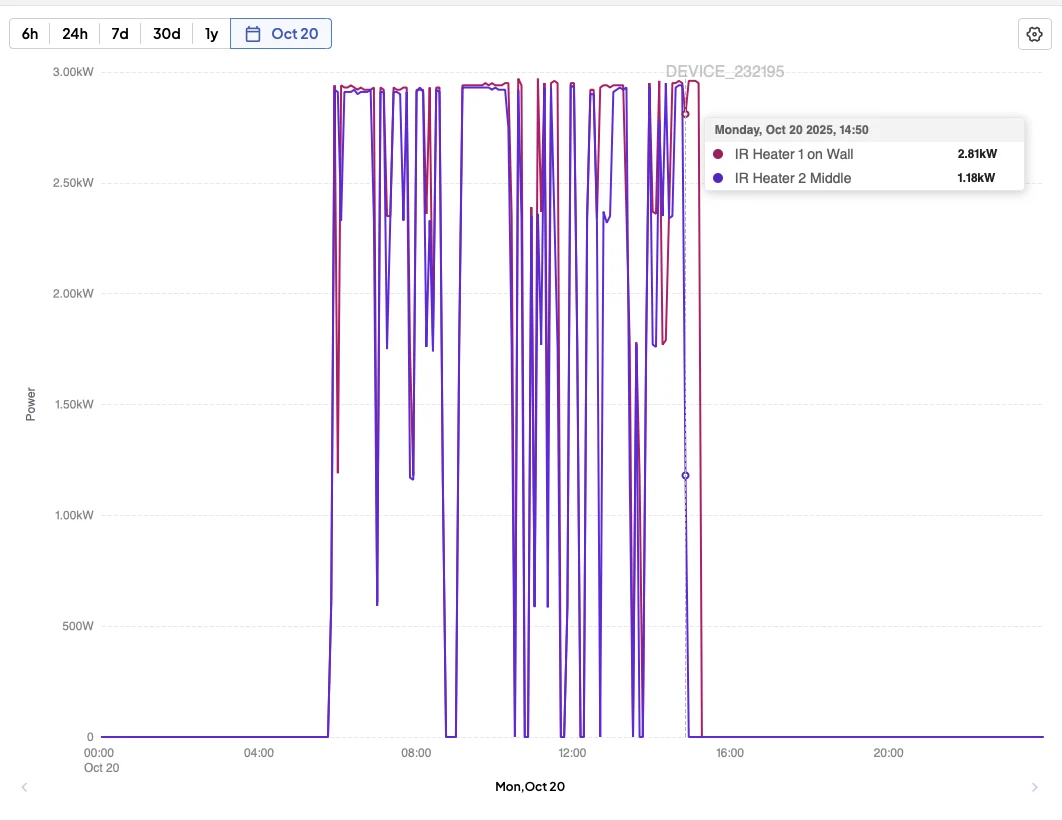 6h 24h 7d 30d 1y Oct 20
DEVICE_232195
3.00kW
Monday, Oct 20 2025, 14:50
IR Heater 1 on Wall 2.81kW
IR Heater 2 Middle 1.18kW
2.50kW
2.00kW
Power
1.50kW
1.00kW
500W
0
00:00 04:00 08:00 12:00 16:00 20:00
Oct 20
Mon,Oct 20